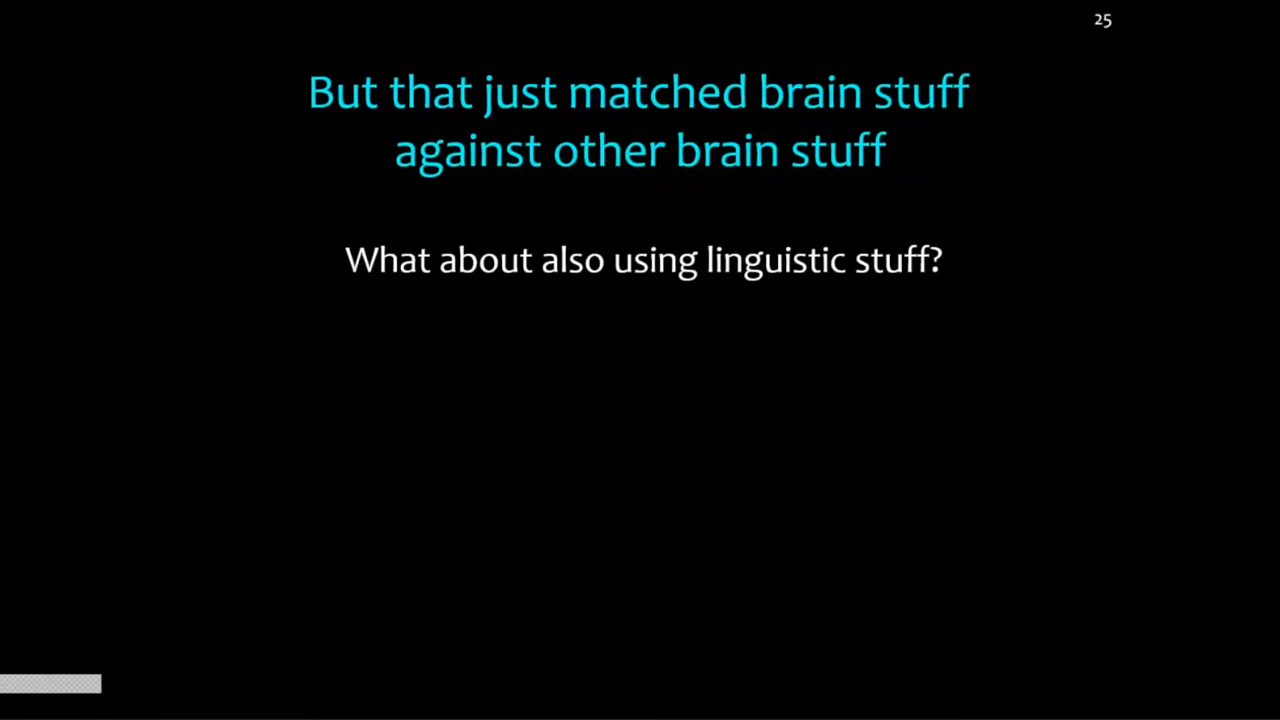 25
But that just matched brain stuff
against other brain stuff
What about also using linguistic stuff?